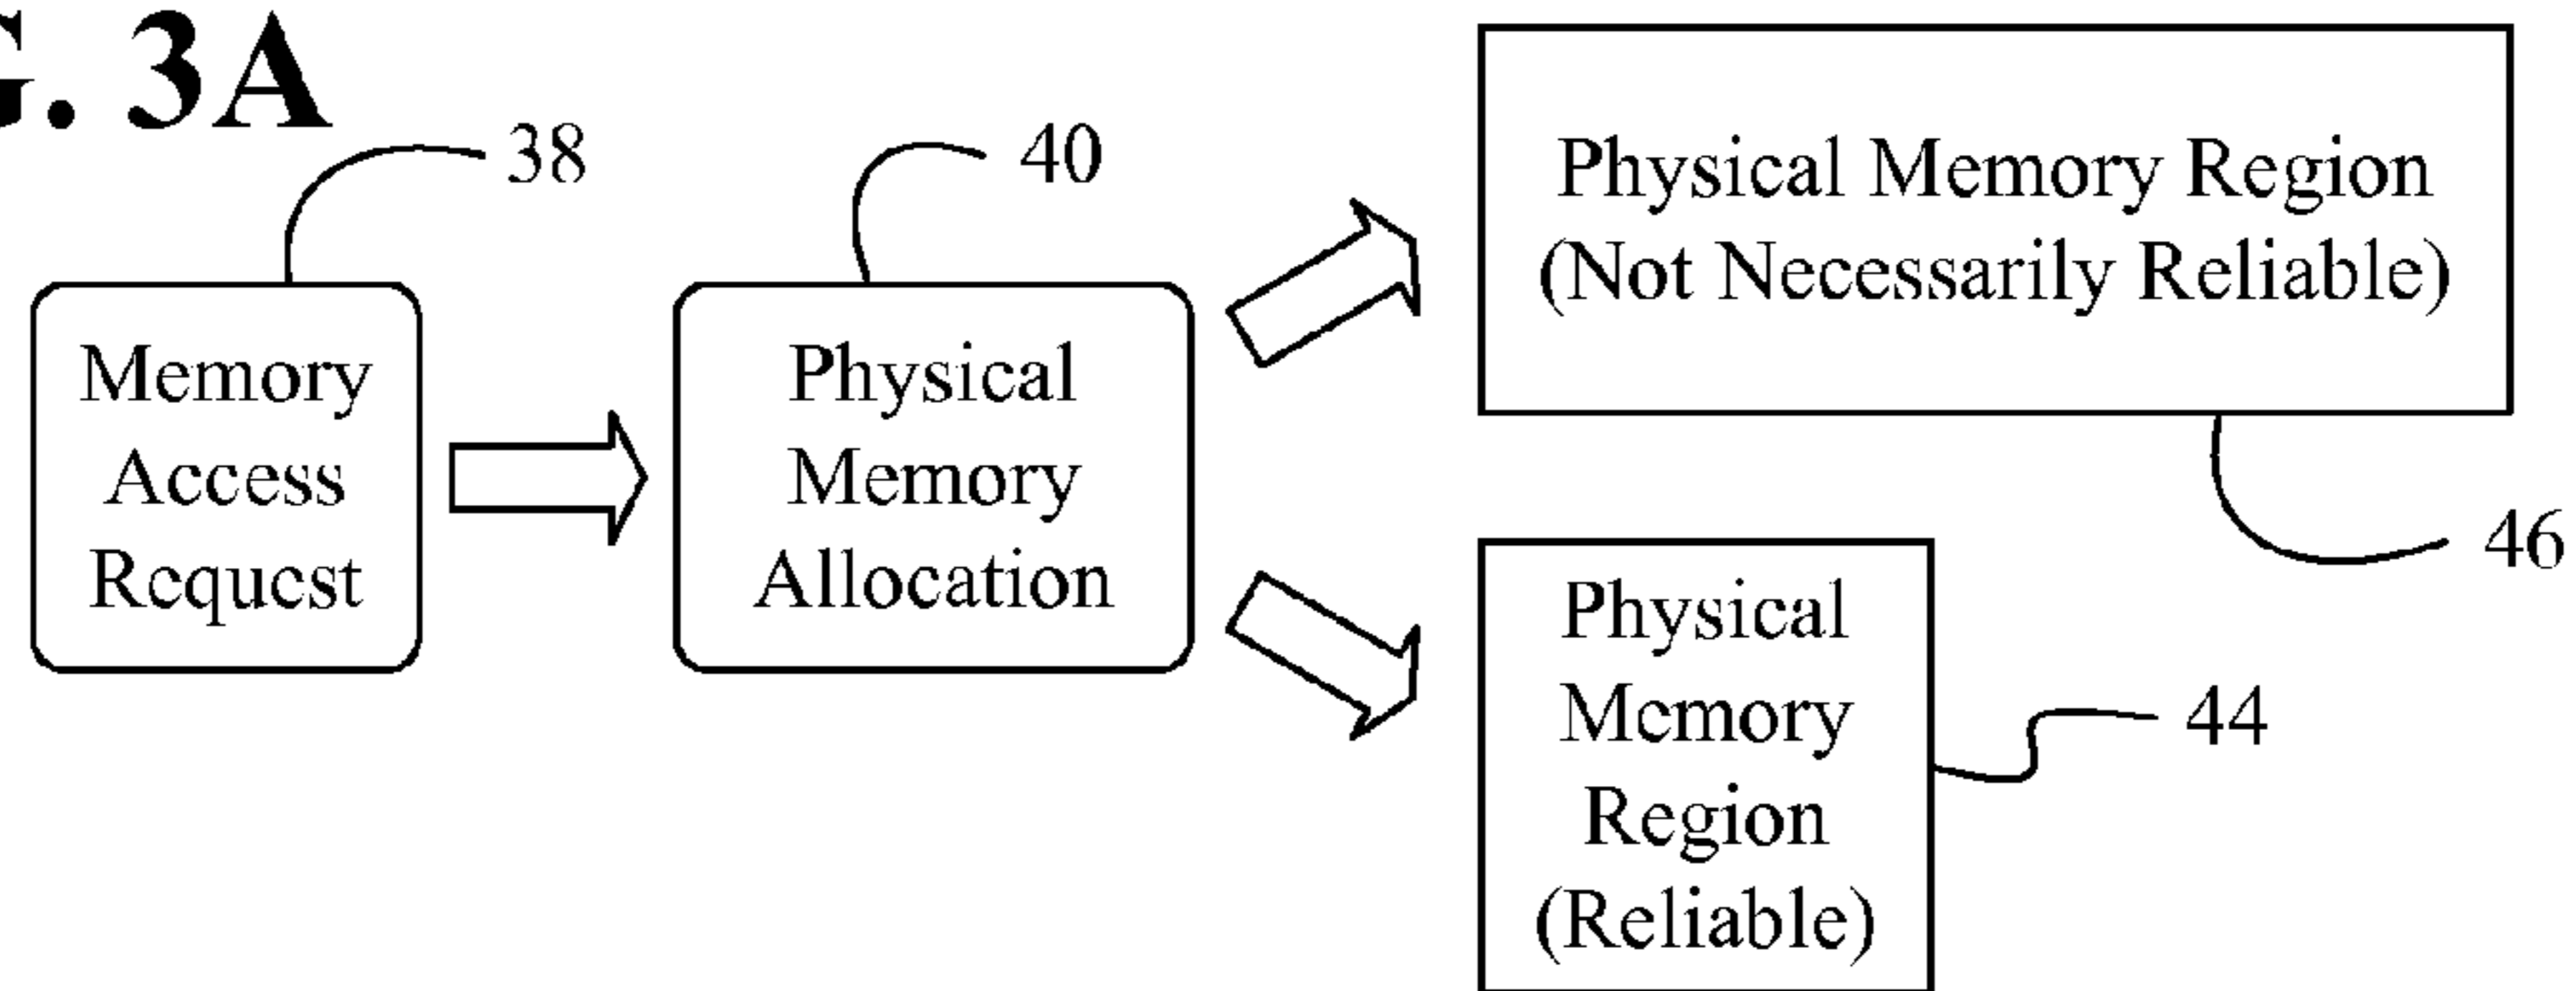 G. 3A
38
40
Physical Memory Region
(Not Necessarily Reliable)
Memory
Access
Request
Physical
Memory
Allocation
46
Physical
Memory
Region
(Reliable)
44